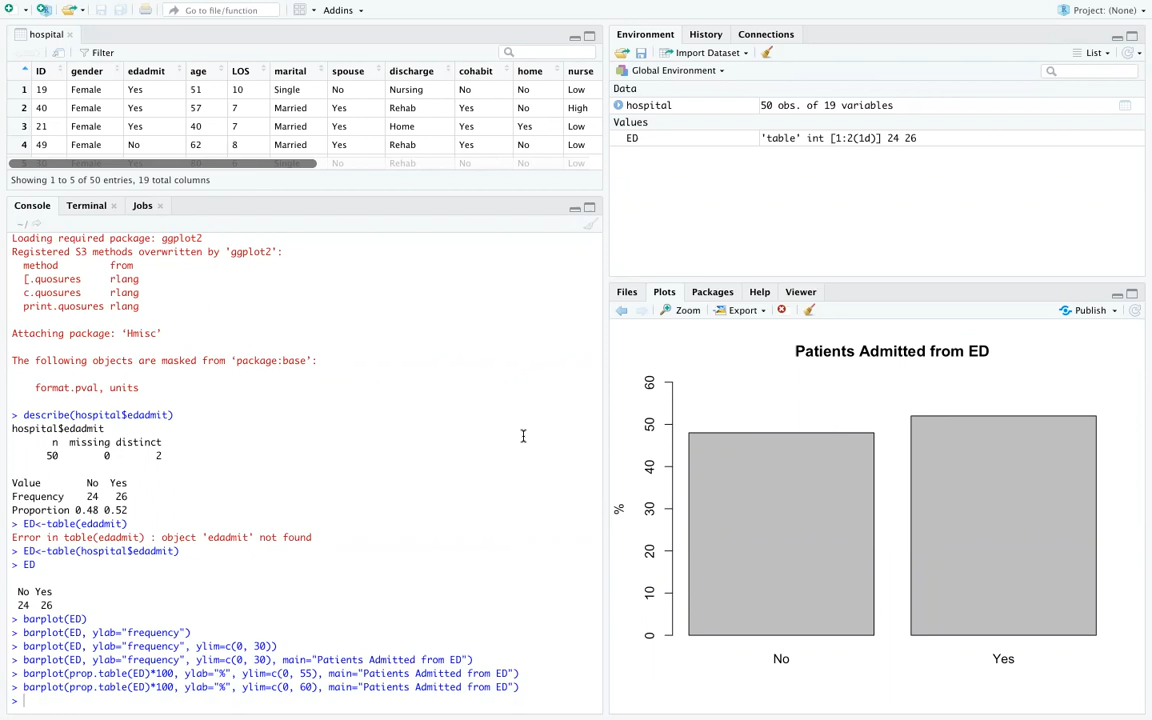 Go to file/function
Addins
Project: (None)
hospital
Filter
ID gender edadmit age LOS marital spouse discharge cohabit home nurse
1 19 Female Yes 51 10 Single No Nursing No No Low
2 40 Female Yes 57 7 Married Yes Rehab Yes No High
3 21 Female Yes 40 7 Married Yes Home Yes Yes Low
4 49 Female No 62 8 Married Yes Rehab Yes No Low
5 30 Female Yes 80 6 Single No Rehab No No Low
Showing 1 to 5 of 50 entries, 19 total columns
Console Terminal Jobs
~/
Loading required package: ggplot2
Registered S3 methods overwritten by 'ggplot2':
method from
[.quosures rlang
c.quosures rlang
print.quosures rlang
Attaching package: ‘Hmisc’
The following objects are masked from ‘package:base’:
format.pval, units
> describe(hospital$edadmit)
hospital$edadmit
n missing distinct
50 0 2
Value No Yes
Frequency 24 26
Proportion 0.48 0.52
> ED<-table(edadmit)
Error in table(edadmit) : object 'edadmit' not found
> ED<-table(hospital$edadmit)
> ED
No Yes
24 26
> barplot(ED)
> barplot(ED, ylab="frequency")
> barplot(ED, ylab="frequency", ylim=c(0, 30))
> barplot(ED, ylab="frequency", ylim=c(0, 30), main="Patients Admitted from ED")
> barplot(prop.table(ED)*100, ylab="%", ylim=c(0, 55), main="Patients Admitted from ED")
> barplot(prop.table(ED)*100, ylab="%", ylim=c(0, 60), main="Patients Admitted from ED")
>
Environment History Connections
Import Dataset
List
Global Environment
Data
hospital 50 obs. of 19 variables
Values
ED 'table' int [1:2(1d)] 24 26
Files Plots Packages Help Viewer
Zoom Export Publish
Patients Admitted from ED
60
50
40
30
20
10
0
%
No Yes